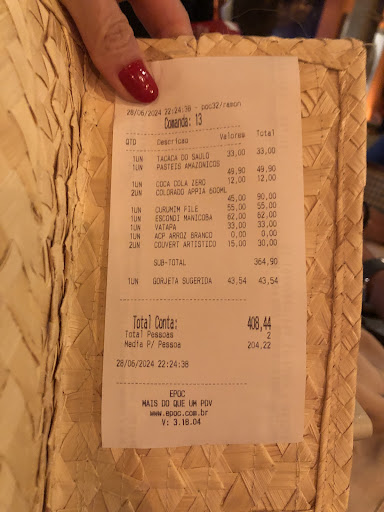 28/06/2024 22:24:36 - poc32/ramon
Comanda: 13
QTD Descricao Valores Total
1UN TACACA DO SAULO 33,00 33,00
1UN PASTEIS AMAZONICOS
49,90 49,90
1UN COCA COLA ZERO 12,00 12,00
2UN COLORADO APPIA 600ML
45,00 90,00
1UN CURUMIM FILE 55,00 55,00
1UN ESCONDI MANICOBA 62,00 62,00
1UN VATAPA 33,00 33,00
1UN ACP ARROZ BRANCO 0,00 0,00
2UN COUVERT ARTISTICO 15,00 30,00
SUB-TOTAL 364,90
1UN GORJETA SUGERIDA 43,54 43,54
Total Conta: 408,44
Total Pessoas 2
Media P/ Pessoa 204,22
28/06/2024 22:24:36
EPOC
MAIS DO QUE UM PDV
www.epoc.com.br
V: 3.16.04